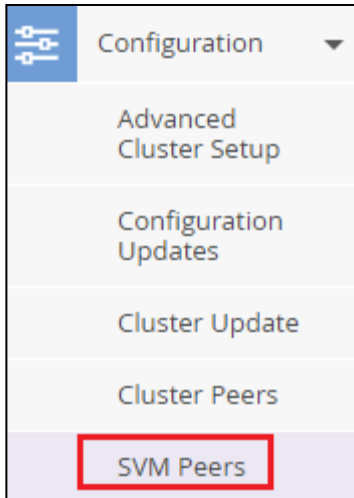 Configuration
Advanced
Cluster Setup
Configuration
Updates
Cluster Update
Cluster Peers
SVM Peers